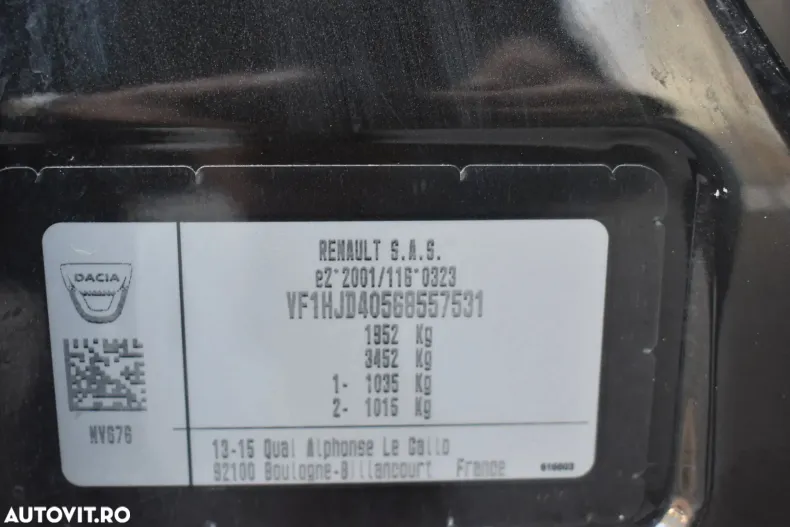 DACIA
NV676
RENAULT S.A.S.
e2*2001/116*0323
VF1HJD40568557531
1952 Kg
3452 Kg
1- 1035 Kg
2- 1015 Kg
13-15 Quai Alphonse Le Gallo
92100 Boulogne-Billancourt France
616603
AUTOVIT.RO